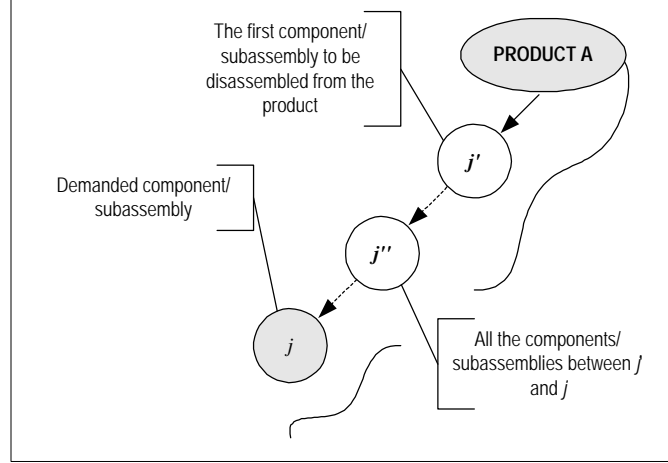 The first component/
subassembly to be
disassembled from the
product
PRODUCT A
j'
Demanded component/
subassembly
j''
j
All the components/
subassemblies between j'
and j